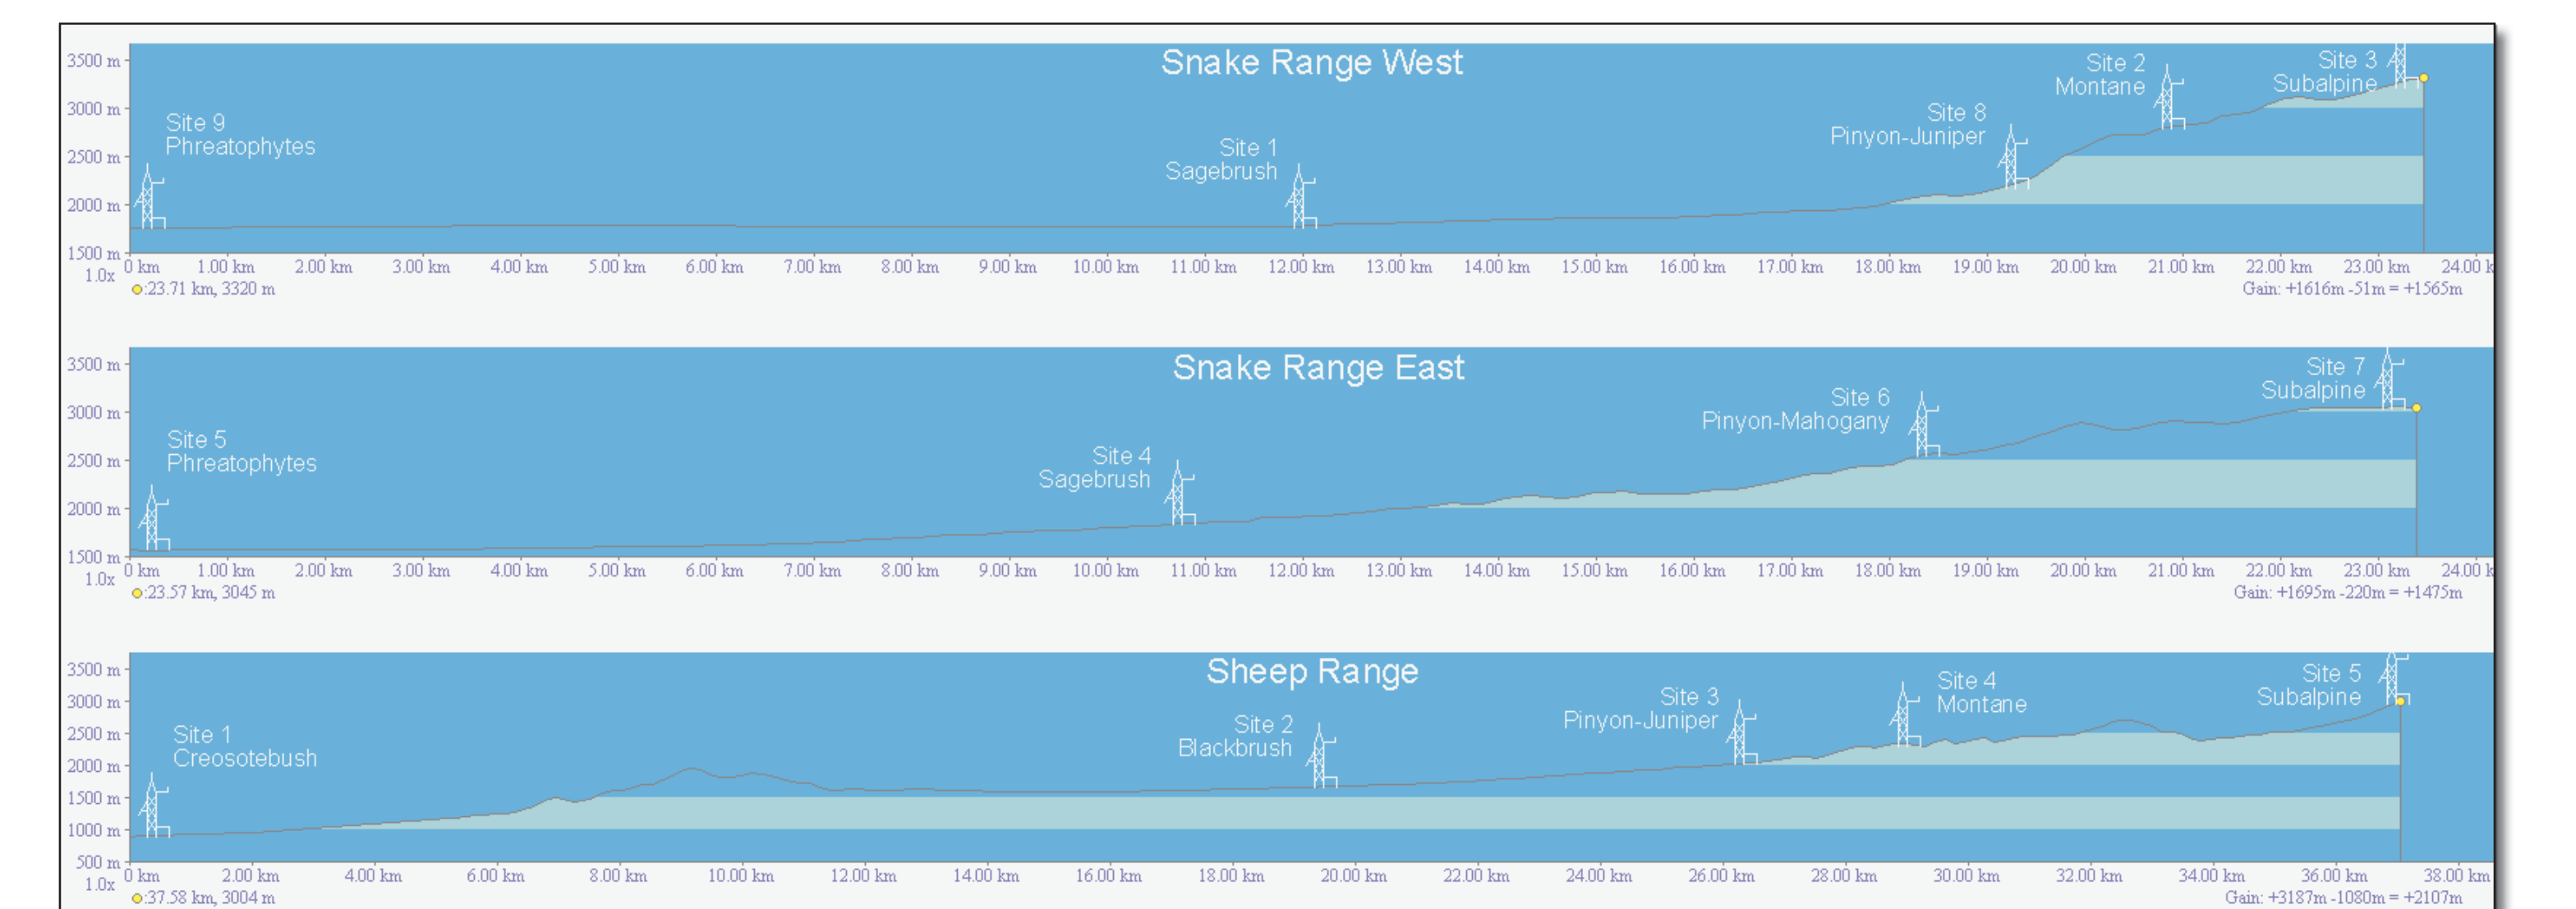 Snake Range West
3500 m
3000 m
2500 m
2000 m
1500 m
1.0x
Site 9
Phreatophytes
Site 1
Sagebrush
Site 8
Pinyon-Juniper
Site 2
Montane
Site 3
Subalpine
0 km 1.00 km 2.00 km 3.00 km 4.00 km 5.00 km 6.00 km 7.00 km 8.00 km 9.00 km 10.00 km 11.00 km 12.00 km 13.00 km 14.00 km 15.00 km 16.00 km 17.00 km 18.00 km 19.00 km 20.00 km 21.00 km 22.00 km 23.00 km 24.00 k
:23.71 km, 3320 m
Gain: +1616m -51m = +1565m
Snake Range East
3500 m
3000 m
2500 m
2000 m
1500 m
1.0x
Site 5
Phreatophytes
Site 4
Sagebrush
Site 6
Pinyon-Mahogany
Site 7
Subalpine
0 km 1.00 km 2.00 km 3.00 km 4.00 km 5.00 km 6.00 km 7.00 km 8.00 km 9.00 km 10.00 km 11.00 km 12.00 km 13.00 km 14.00 km 15.00 km 16.00 km 17.00 km 18.00 km 19.00 km 20.00 km 21.00 km 22.00 km 23.00 km 24.00 k
:23.57 km, 3045 m
Gain: +1695m -220m = +1475m
Sheep Range
3500 m
3000 m
2500 m
2000 m
1500 m
1000 m
500 m
1.0x
Site 1
Creosotebush
Site 2
Blackbrush
Site 3
Pinyon-Juniper
Site 4
Montane
Site 5
Subalpine
0 km 2.00 km 4.00 km 6.00 km 8.00 km 10.00 km 12.00 km 14.00 km 16.00 km 18.00 km 20.00 km 22.00 km 24.00 km 26.00 km 28.00 km 30.00 km 32.00 km 34.00 km 36.00 km 38.00 km
:37.58 km, 3004 m
Gain: +3187m -1080m = +2107m